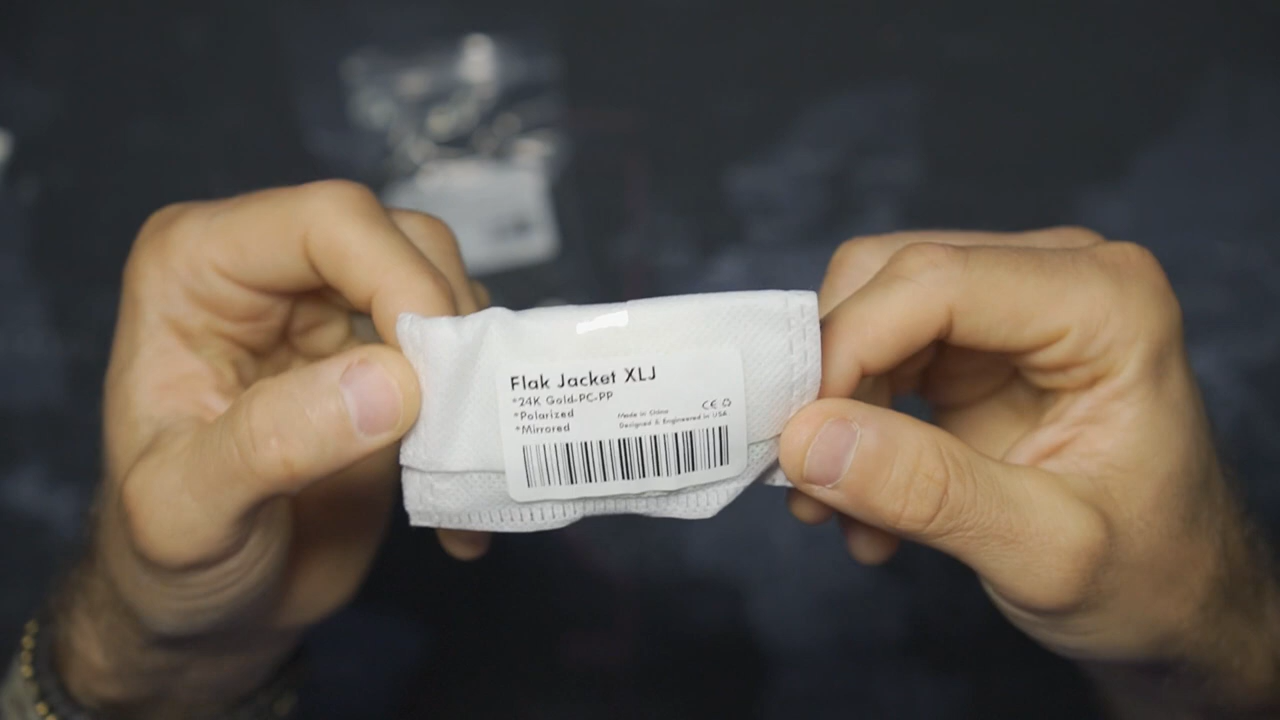 Flak Jacket XLJ
*24K Gold-PC-PP
*Polarized
*Mirrored
Made in China
CE
Designed & Engineered in USA